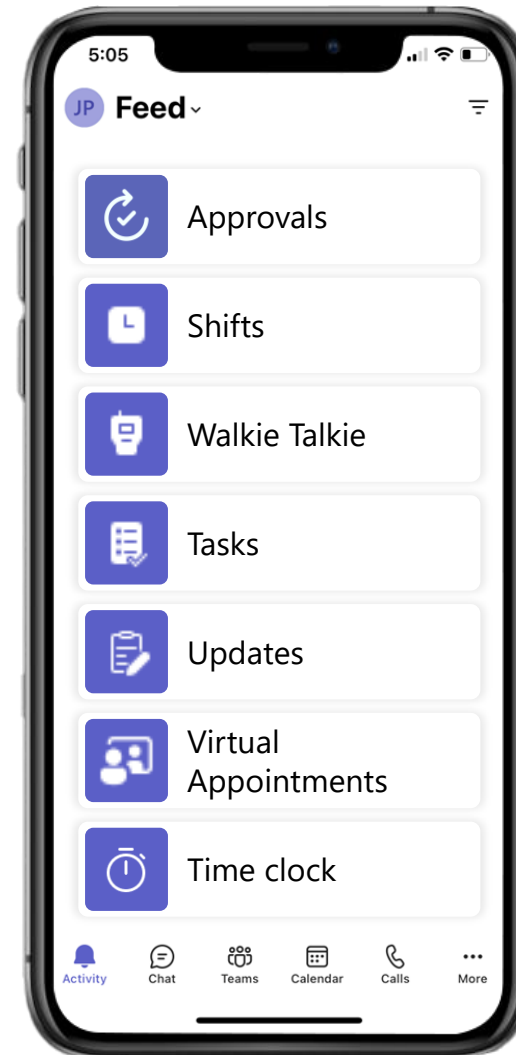 5:05
JP Feed
Approvals
Shifts
Walkie Talkie
Tasks
Updates
Virtual
Appointments
Time clock
Activity Chat Teams Calendar Calls More